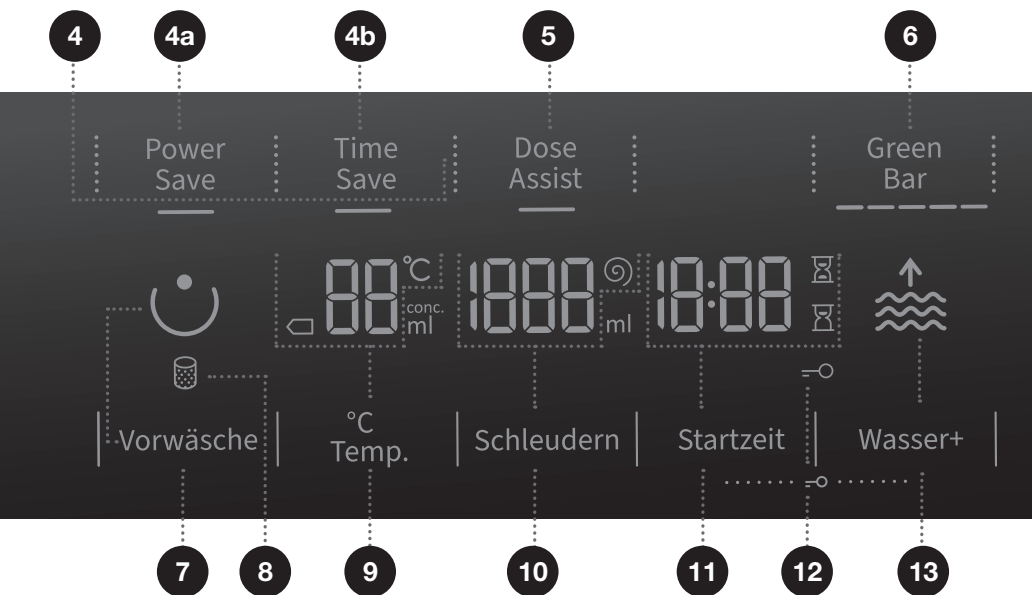 4 4a 4b 5 6
Power Save
Time Save
Dose Assist
Green Bar
88 °C
conc. ml
1888 ml
18:88
Vorwäsche
°C Temp.
Schleudern
Startzeit
Wasser+
7 8 9 10 11 12 13